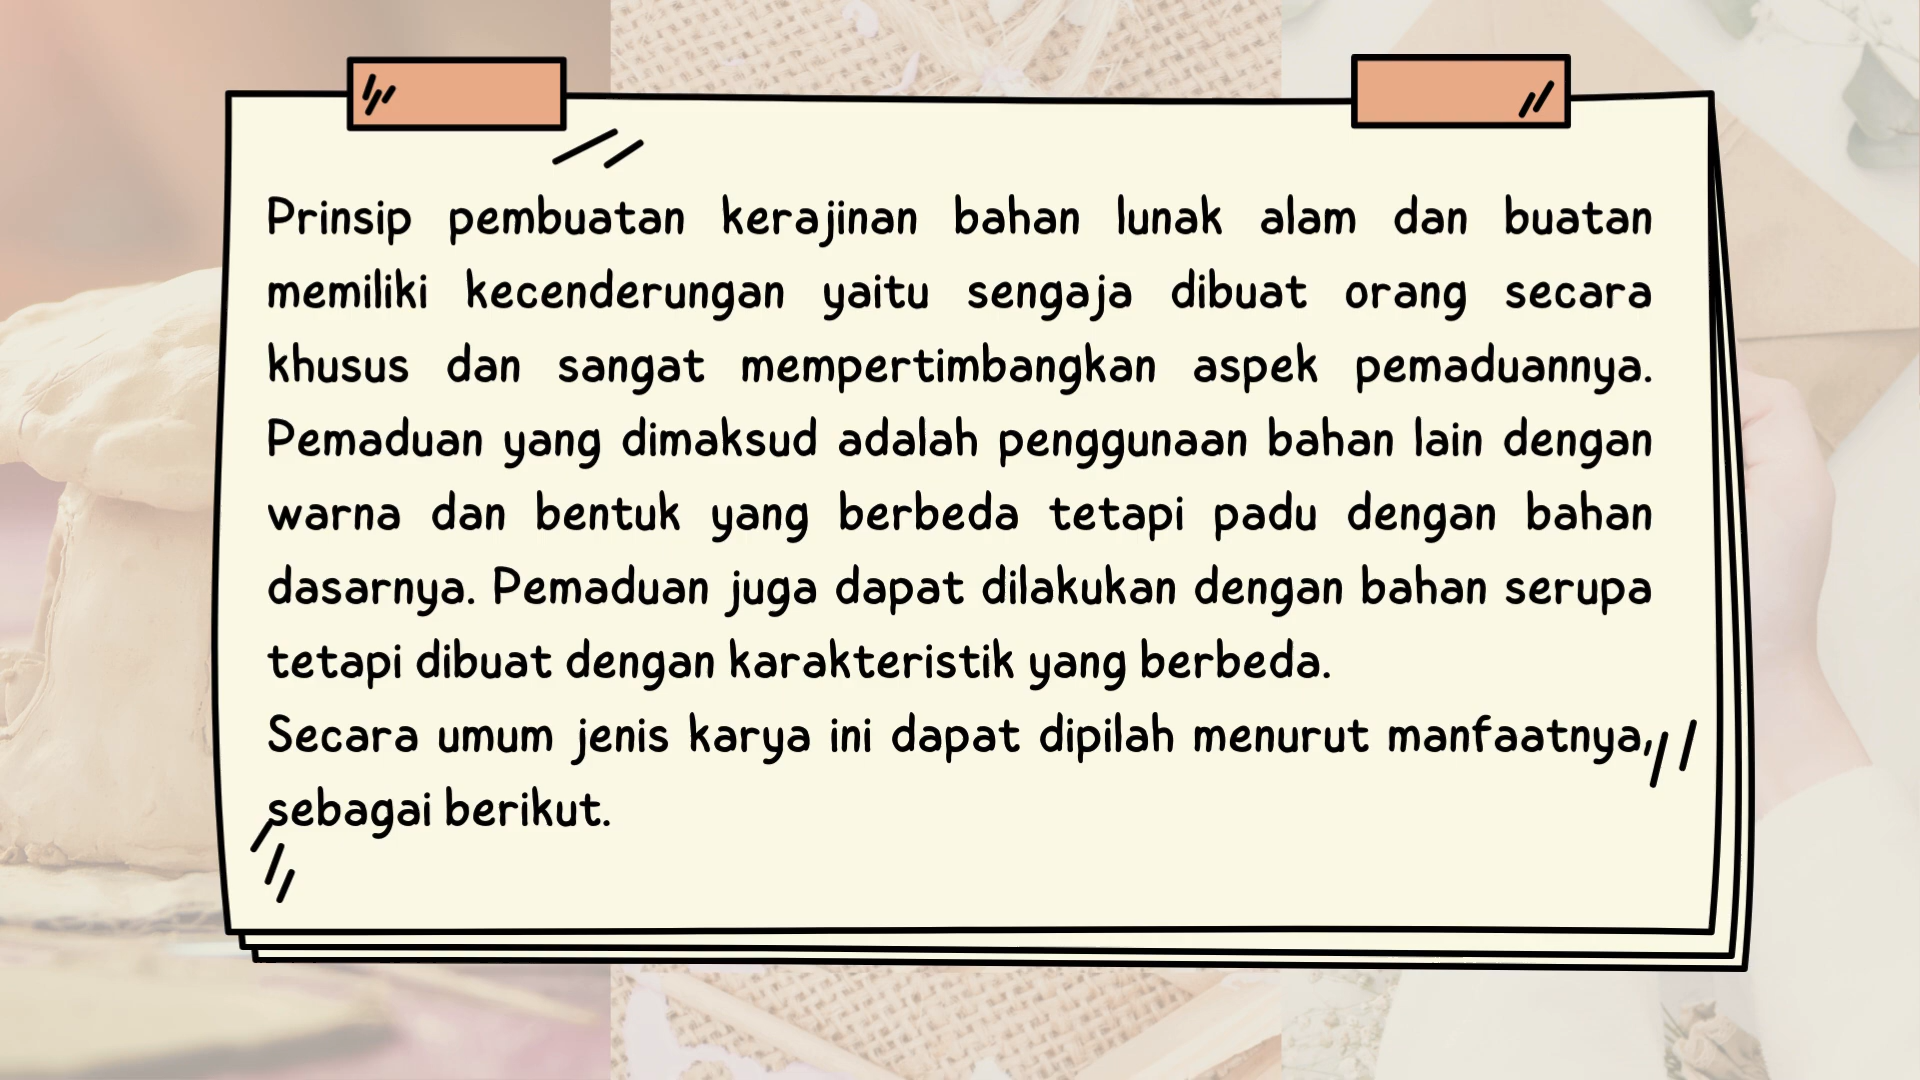 Prinsip pembuatan kerajinan bahan lunak alam dan buatan
memiliki kecenderungan yaitu sengaja dibuat orang secara
khusus dan sangat mempertimbangkan aspek pemaduannya.
Pemaduan yang dimaksud adalah penggunaan bahan lain dengan
warna dan bentuk yang berbeda tetapi padu dengan bahan
dasarnya. Pemaduan juga dapat dilakukan dengan bahan serupa
tetapi dibuat dengan karakteristik yang berbeda.
Secara umum jenis karya ini dapat dipilah menurut manfaatnya,
sebagai berikut.